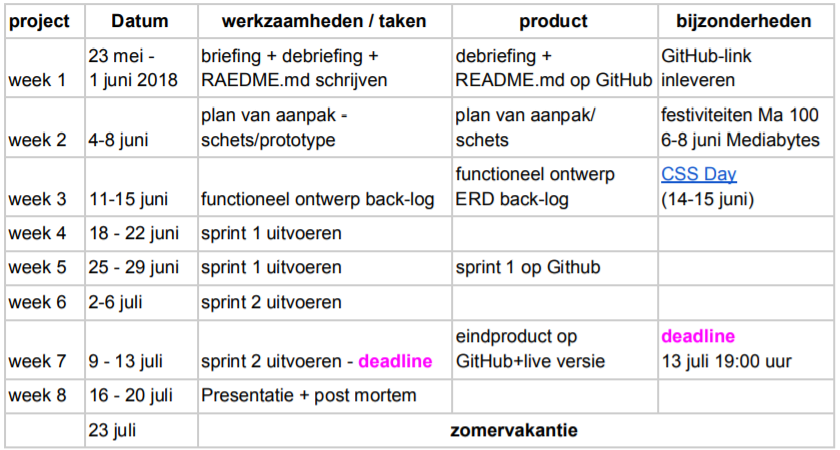 project Datum werkzaamheden / taken product bijzonderheden
23 mei - briefing + debriefing + debriefing + GitHub-link
week 1 1 juni 2018 RAEDME.md schrijven README.md op GitHub inleveren
plan van aanpak - plan van aanpak/ festiviteiten Ma 100
week 2 4-8 juni schets/prototype schets 6-8 juni Mediabytes
functioneel ontwerp CSS Day
week 3 11-15 juni functioneel ontwerp back-log ERD back-log (14-15 juni)
week 4 18 - 22 juni sprint 1 uitvoeren
week 5 25 - 29 juni sprint 1 uitvoeren sprint 1 op Github
week 6 2-6 juli sprint 2 uitvoeren
eindproduct op deadline
week 7 9 - 13 juli sprint 2 uitvoeren - deadline GitHub+live versie 13 juli 19:00 uur
week 8 16 - 20 juli Presentatie + post mortem
23 juli zomervakantie